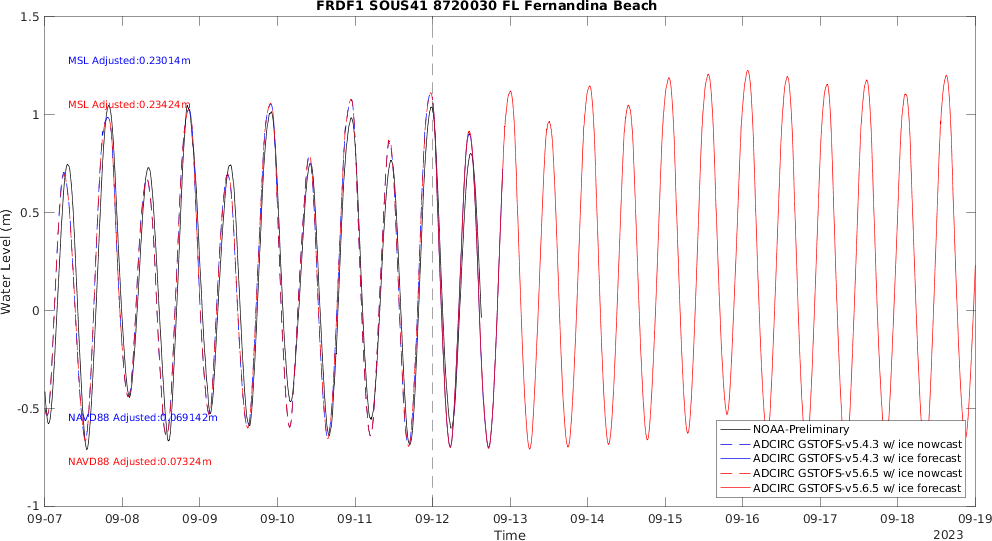 FRDF1 SOUS41 8720030 FL Fernandina Beach
1.5
MSL Adjusted:0.23014m
MSL Adjusted:0.23424m
1
0.5
Water Level (m)
0
-0.5
NAVD88 Adjusted:0.069142m
NAVD88 Adjusted:0.07324m
NOAA-Preliminary
ADCIRC GSTOFS-v5.4.3 w/ ice nowcast
ADCIRC GSTOFS-v5.4.3 w/ ice forecast
ADCIRC GSTOFS-v5.6.5 w/ ice nowcast
ADCIRC GSTOFS-v5.6.5 w/ ice forecast
-1
09-07 09-08 09-09 09-10 09-11 09-12 09-13 09-14 09-15 09-16 09-17 09-18 09-19
Time
2023